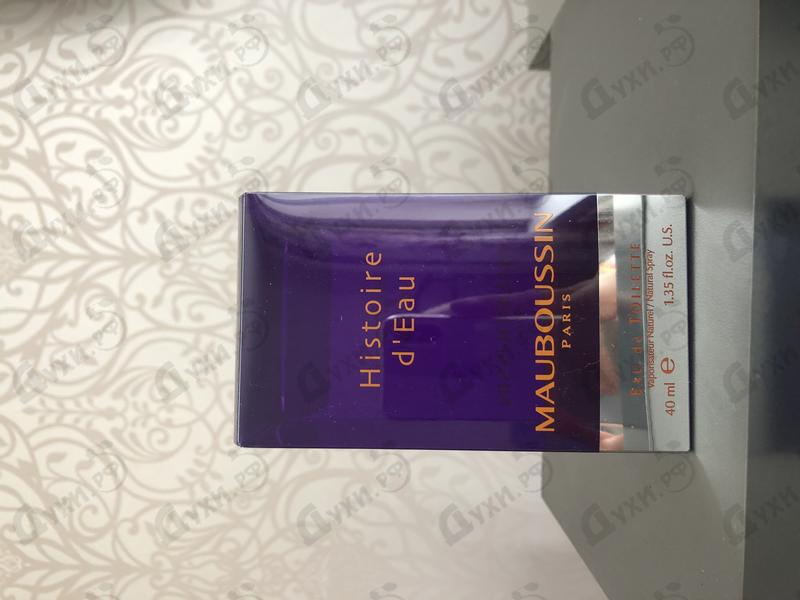 Histoire
d'Eau
MAUBOUSSIN
PARIS
EAU de TOILETTE
Vaporisateur Naturel / Natural Spray
40 ml e 1.35 fl.oz. U.S.
Духи.РФ